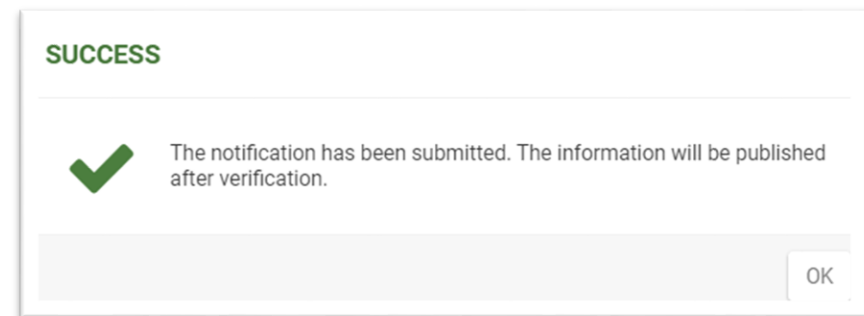 SUCCESS
The notification has been submitted. The information will be published
after verification.
OK